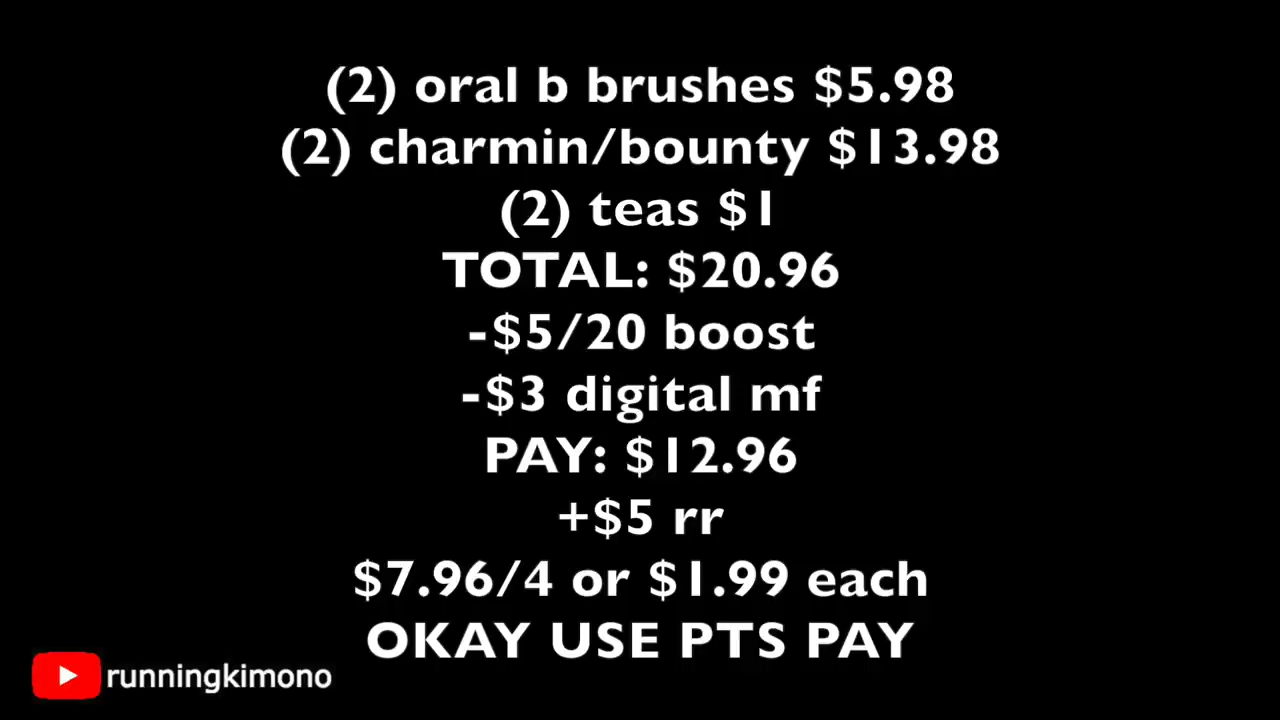 (2) oral b brushes $5.98
(2) charmin/bounty $13.98
(2) teas $1
TOTAL: $20.96
-$5/20 boost
-$3 digital mf
PAY: $12.96
+$5 rr
$7.96/4 or $1.99 each
OKAY USE PTS PAY
runningkimono